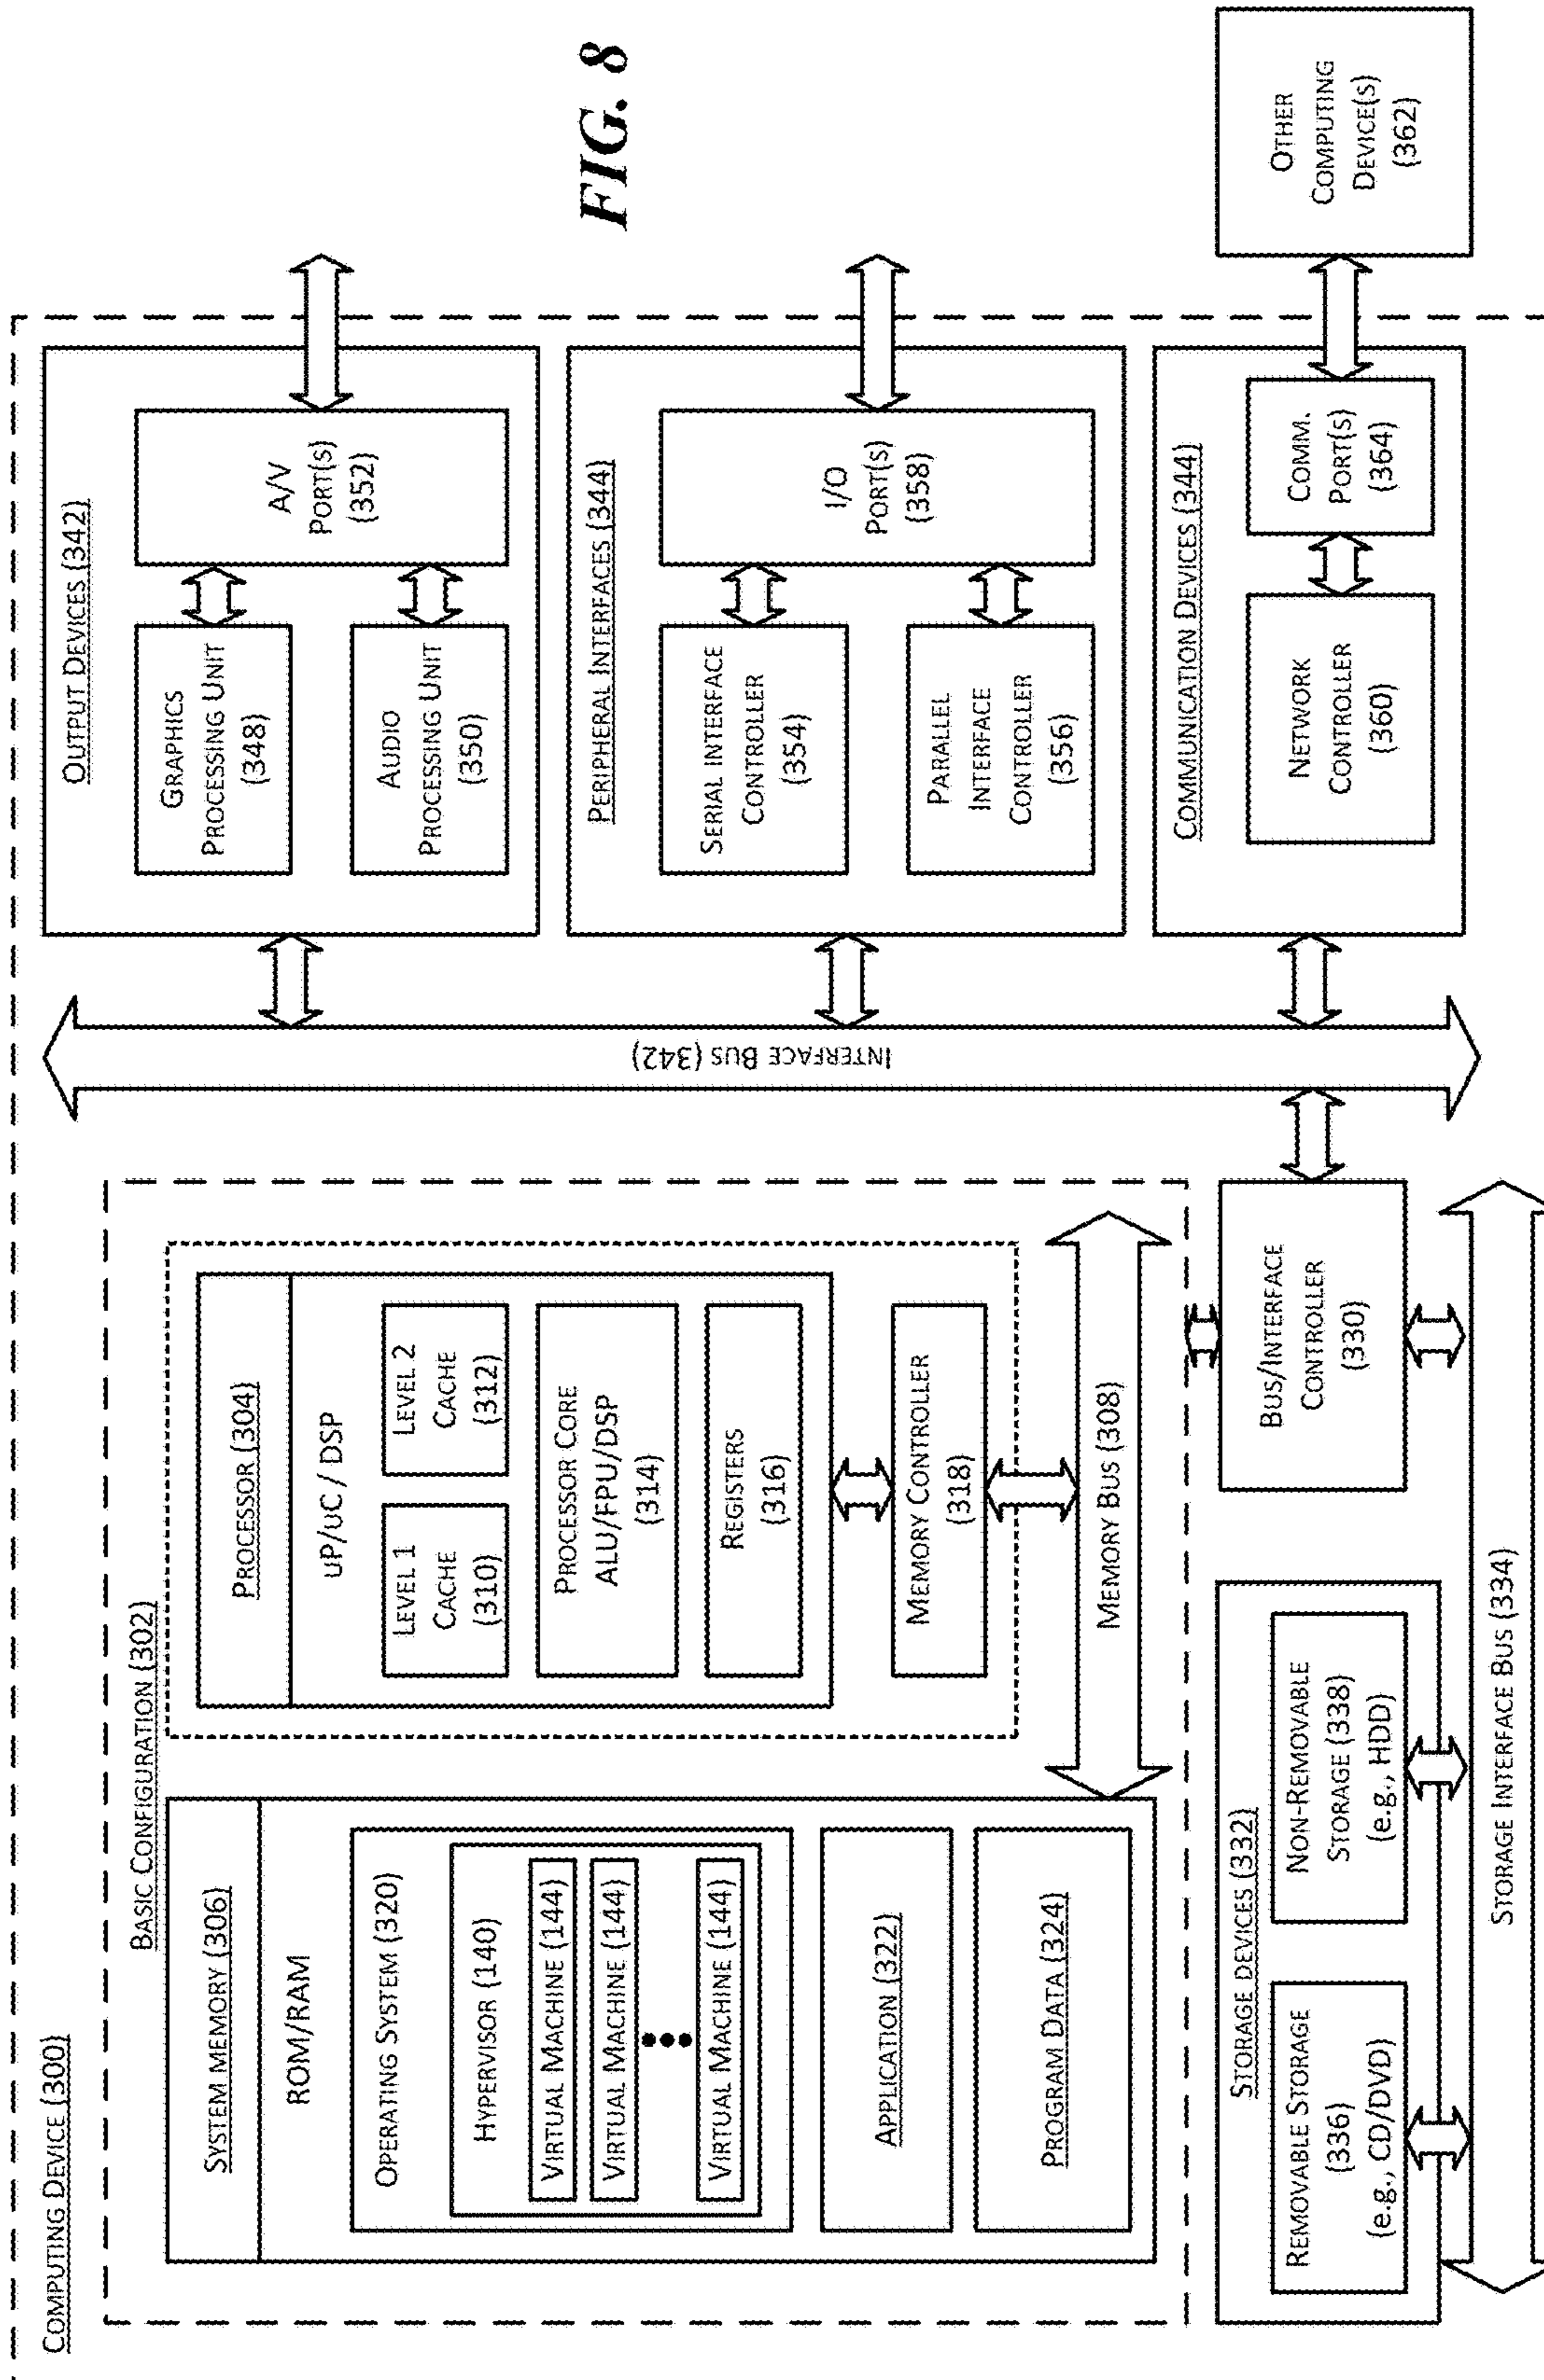 COMPUTING DEVICE (300)
BASIC CONFIGURATION (302)
SYSTEM MEMORY (306)
ROM/RAM
OPERATING SYSTEM (320)
HYPERVISOR (140)
VIRTUAL MACHINE (144)
VIRTUAL MACHINE (144)
VIRTUAL MACHINE (144)
APPLICATION (322)
PROGRAM DATA (324)
PROCESSOR (304)
uP/uC / DSP
LEVEL 1
CACHE
(310)
LEVEL 2
CACHE
(312)
PROCESSOR CORE
ALU/FPU/DSP
(314)
REGISTERS
(316)
MEMORY CONTROLLER
(318)
MEMORY BUS (308)
STORAGE DEVICES (332)
REMOVABLE STORAGE
(336)
(e.g., CD/DVD)
NON-REMOVABLE
STORAGE (338)
(e.g., HDD)
BUS/INTERFACE
CONTROLLER
(330)
STORAGE INTERFACE BUS (334)
INTERFACE BUS (342)
OUTPUT DEVICES (342)
GRAPHICS
PROCESSING UNIT
(348)
AUDIO
PROCESSING UNIT
(350)
A/V
PORT(S)
(352)
PERIPHERAL INTERFACES (344)
SERIAL INTERFACE
CONTROLLER
(354)
PARALLEL
INTERFACE
CONTROLLER
(356)
I/O
PORT(S)
(358)
COMMUNICATION DEVICES (344)
NETWORK
CONTROLLER
(360)
COMM.
PORT(S)
(364)
OTHER
COMPUTING
DEVICE(S)
(362)
FIG. 8